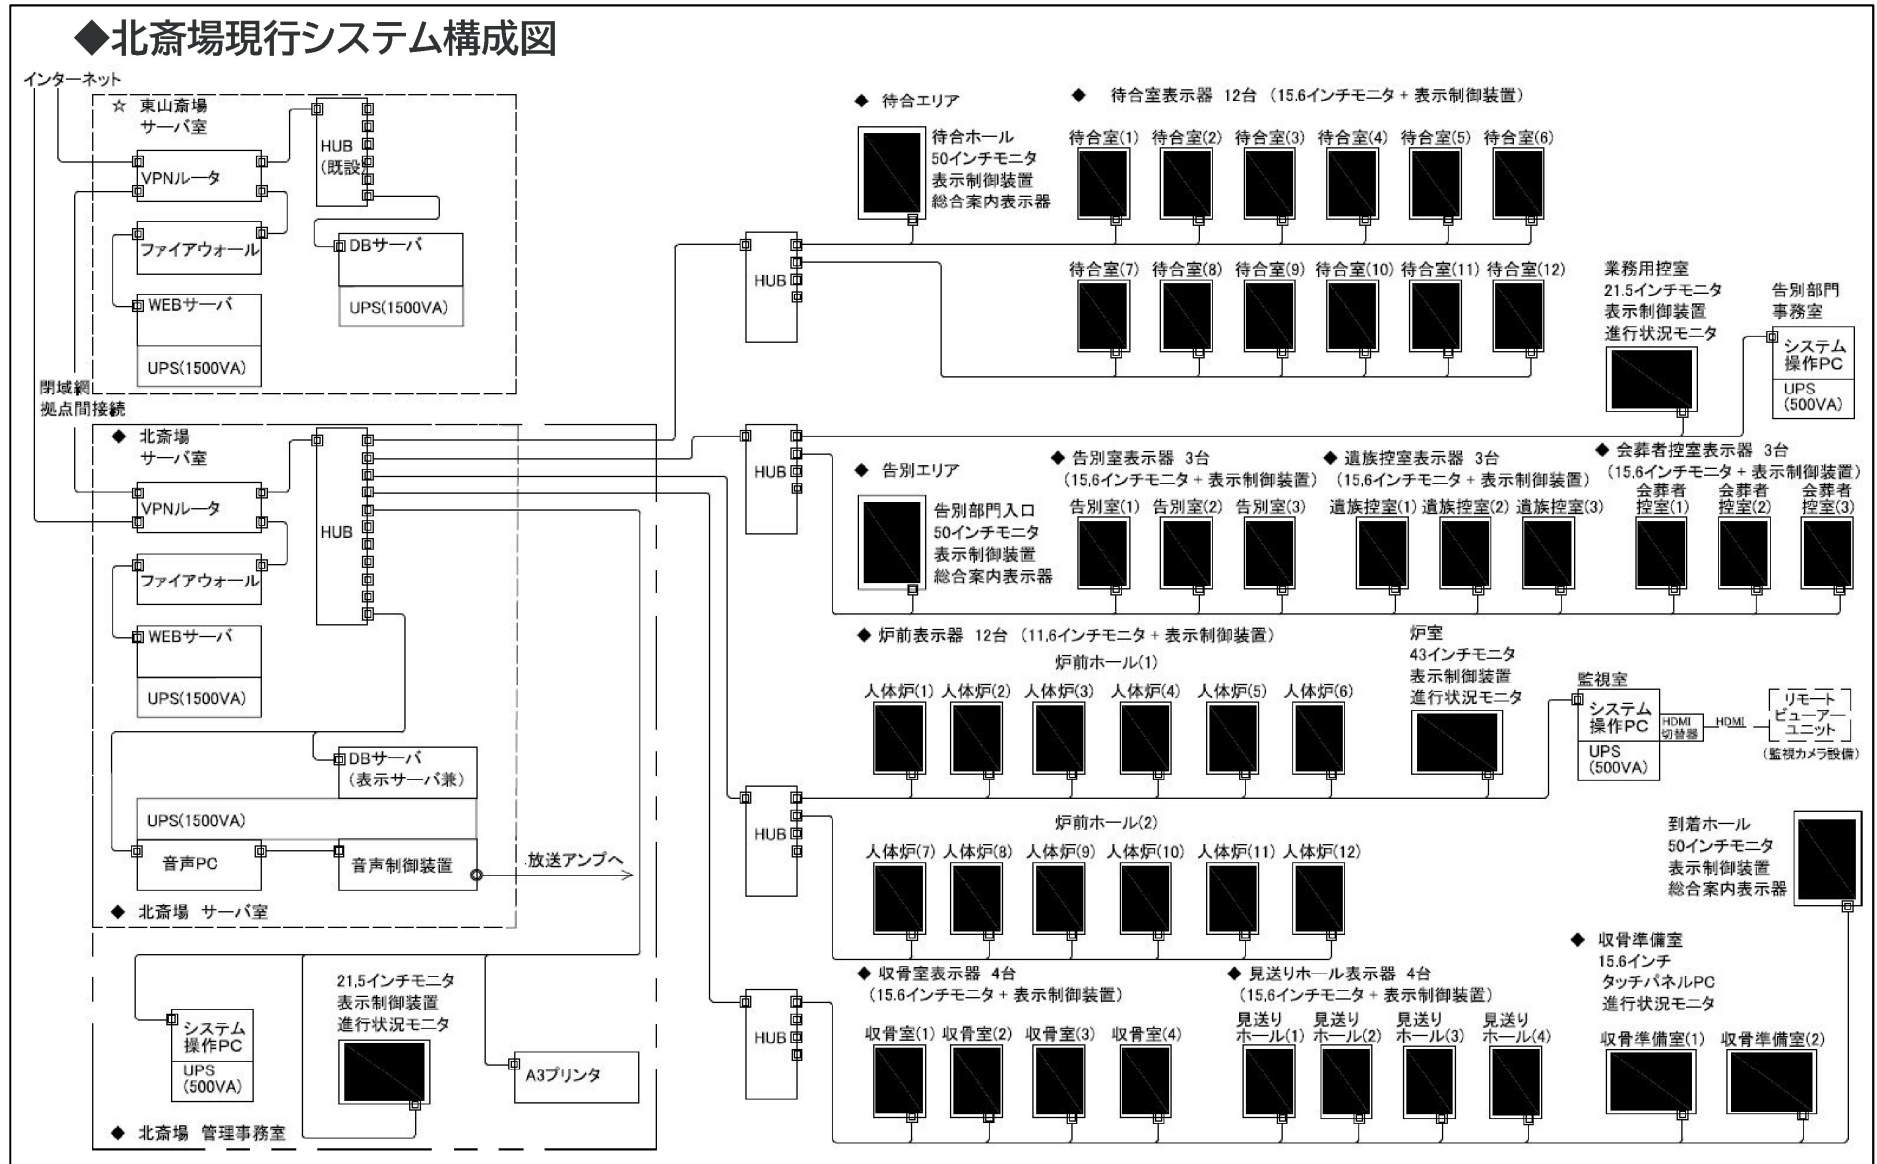 ◆北斎場現行システム構成図
インターネット
☆ 東山斎場
サーバ室
VPNルータ
HUB
(既設)
ファイアウォール
DBサーバ
UPS(1500VA)
WEBサーバ
UPS(1500VA)
閉域網
拠点間接続
◆ 北斎場
サーバ室
VPNルータ
HUB
ファイアウォール
WEBサーバ
UPS(1500VA)
DBサーバ
(表示サーバ兼)
UPS(1500VA)
音声PC
音声制御装置
放送アンプへ
◆ 北斎場 サーバ室
システム
操作PC
UPS
(500VA)
21.5インチモニタ
表示制御装置
進行状況モニタ
A3プリンタ
◆ 北斎場 管理事務室
HUB
HUB
HUB
HUB
◆ 待合エリア
待合ホール
50インチモニタ
表示制御装置
総合案内表示器
◆ 待合室表示器 12台 (15.6インチモニタ + 表示制御装置)
待合室(1) 待合室(2) 待合室(3) 待合室(4) 待合室(5) 待合室(6)
待合室(7) 待合室(8) 待合室(9) 待合室(10) 待合室(11) 待合室(12)
業務用控室
21.5インチモニタ
表示制御装置
進行状況モニタ
告別部門
事務室
システム
操作PC
UPS
(500VA)
◆ 告別エリア
告別部門入口
50インチモニタ
表示制御装置
総合案内表示器
◆ 告別室表示器 3台
(15.6インチモニタ + 表示制御装置)
告別室(1) 告別室(2) 告別室(3)
◆ 遺族控室表示器 3台
(15.6インチモニタ + 表示制御装置)
遺族控室(1) 遺族控室(2) 遺族控室(3)
◆ 会葬者控室表示器 3台
(15.6インチモニタ + 表示制御装置)
会葬者 会葬者 会葬者
控室(1) 控室(2) 控室(3)
◆ 炉前表示器 12台 (11.6インチモニタ + 表示制御装置)
炉前ホール(1)
人体炉(1) 人体炉(2) 人体炉(3) 人体炉(4) 人体炉(5) 人体炉(6)
炉室
43インチモニタ
表示制御装置
進行状況モニタ
監視室
システム
操作PC
UPS
(500VA)
HDMI
切替器
HDMI
リモート
ビューアー
ユニット
(監視カメラ設備)
炉前ホール(2)
人体炉(7) 人体炉(8) 人体炉(9) 人体炉(10) 人体炉(11) 人体炉(12)
到着ホール
50インチモニタ
表示制御装置
総合案内表示器
◆ 収骨室表示器 4台
(15.6インチモニタ + 表示制御装置)
収骨室(1) 収骨室(2) 収骨室(3) 収骨室(4)
◆ 見送りホール表示器 4台
(15.6インチモニタ + 表示制御装置)
見送り 見送り 見送り 見送り
ホール(1) ホール(2) ホール(3) ホール(4)
◆ 収骨準備室
15.6インチ
タッチパネルPC
進行状況モニタ
収骨準備室(1) 収骨準備室(2)